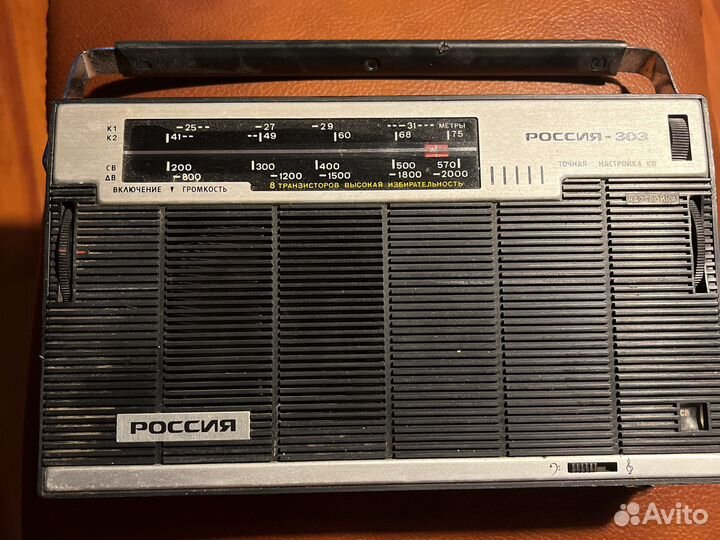 К1 --25-- --27 --29 ---31--- МЕТРЫ
К2 |41-- |--49 |60 |68 |75
РОССИЯ-303
ТОЧНАЯ НАСТРОЙКА КВ
СВ |200 |300 |400 |500 570|
ДВ --800 --1200 --1500 --1800 --2000
ВКЛЮЧЕНИЕ ▼ ГРОМКОСТЬ
8 ТРАНЗИСТОРОВ ВЫСОКАЯ ИЗБИРАТЕЛЬНОСТЬ
НАСТРОЙКА
СВ
РОССИЯ
Avito